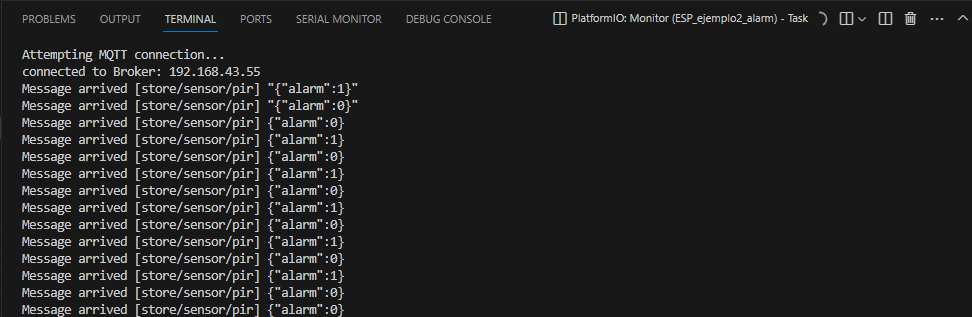 PROBLEMS OUTPUT TERMINAL PORTS SERIAL MONITOR DEBUG CONSOLE PlatformIO: Monitor (ESP_ejemplo2_alarm) - Task
Attempting MQTT connection...
connected to Broker: 192.168.43.55
Message arrived [store/sensor/pir] "{"alarm":1}"
Message arrived [store/sensor/pir] "{"alarm":0}"
Message arrived [store/sensor/pir] {"alarm":0}
Message arrived [store/sensor/pir] {"alarm":1}
Message arrived [store/sensor/pir] {"alarm":0}
Message arrived [store/sensor/pir] {"alarm":1}
Message arrived [store/sensor/pir] {"alarm":0}
Message arrived [store/sensor/pir] {"alarm":1}
Message arrived [store/sensor/pir] {"alarm":0}
Message arrived [store/sensor/pir] {"alarm":1}
Message arrived [store/sensor/pir] {"alarm":0}
Message arrived [store/sensor/pir] {"alarm":1}
Message arrived [store/sensor/pir] {"alarm":0}
Message arrived [store/sensor/pir] {"alarm":0}